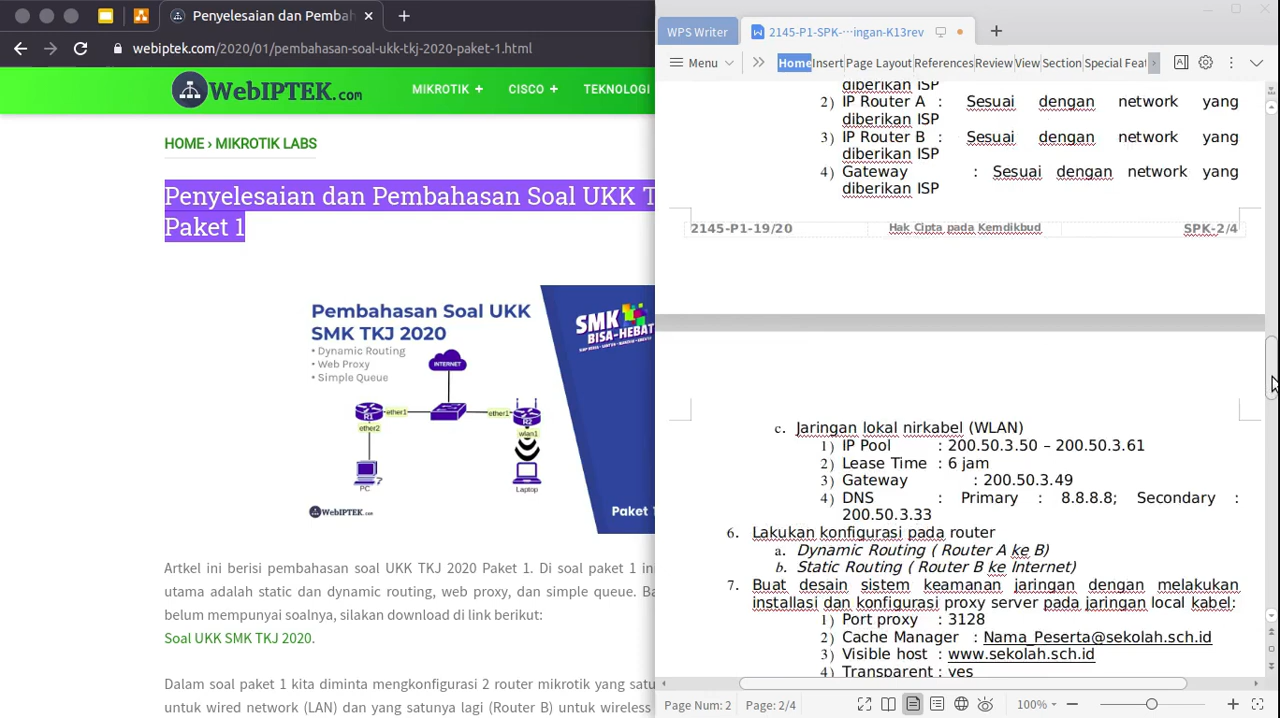 Penyelesaian dan Pembah
webiptek.com/2020/01/pembahasan-soal-ukk-tkj-2020-paket-1.html
WebIPTEK.com
MIKROTIK +
CISCO +
TEKNOLOGI
HOME › MIKROTIK LABS
Penyelesaian dan Pembahasan Soal UKK T
Paket 1
Pembahasan Soal UKK
SMK TKJ 2020
• Dynamic Routing
• Web Proxy
• Simple Queue
SMK
BISA-HEBAT
INTERNET
R1
ether1
ether1
R2
ether2
wlan1
PC
Laptop
WebIPTEK.com
Paket 1
Artkel ini berisi pembahasan soal UKK TKJ 2020 Paket 1. Di soal paket 1 in
utama adalah static dan dynamic routing, web proxy, dan simple queue. Ba
belum mempunyai soalnya, silakan download di link berikut:
Soal UKK SMK TKJ 2020.
Dalam soal paket 1 kita diminta mengkonfigurasi 2 router mikrotik yang satu
untuk wired network (LAN) dan yang satunya lagi (Router B) untuk wireless
WPS Writer
2145-P1-SPK-···ingan-K13rev
Menu
Home
Insert
Page Layout
References
Review
View
Section
Special Feat
diberikan ISP
2) IP Router A : Sesuai dengan network yang
diberikan ISP
3) IP Router B : Sesuai dengan network yang
diberikan ISP
4) Gateway : Sesuai dengan network yang
diberikan ISP
2145-P1-19/20
Hak Cipta pada Kemdikbud
SPK-2/4
c. Jaringan lokal nirkabel (WLAN)
1) IP Pool : 200.50.3.50 – 200.50.3.61
2) Lease Time : 6 jam
3) Gateway : 200.50.3.49
4) DNS : Primary : 8.8.8.8; Secondary :
200.50.3.33
6. Lakukan konfigurasi pada router
a. Dynamic Routing ( Router A ke B)
b. Static Routing ( Router B ke Internet)
7. Buat desain sistem keamanan jaringan dengan melakukan
installasi dan konfigurasi proxy server pada jaringan local kabel:
1) Port proxy : 3128
2) Cache Manager : Nama_Peserta@sekolah.sch.id
3) Visible host : www.sekolah.sch.id
4) Transparent : yes
Page Num: 2
Page: 2/4
100%